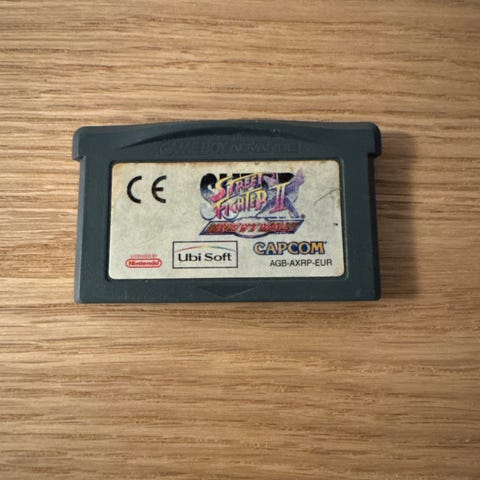 GAME BOY ADVANCE
CE
SUPER
STREET
FIGHTER II
LICENSED BY
Nintendo
Ubi Soft
CAPCOM
AGB-AXRP-EUR